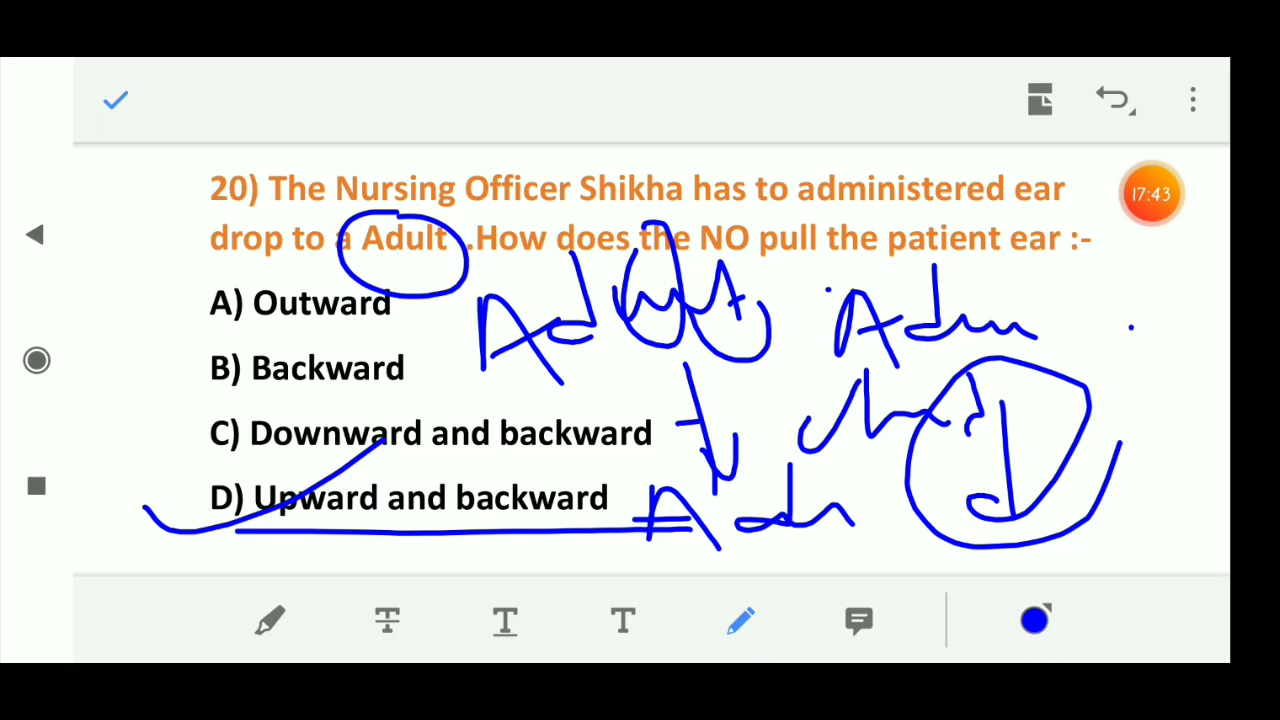 17:43
20) The Nursing Officer Shikha has to administered ear
drop to a Adult .How does the NO pull the patient ear :-
A) Outward
B) Backward
C) Downward and backward
D) Upward and backward
D
T T T